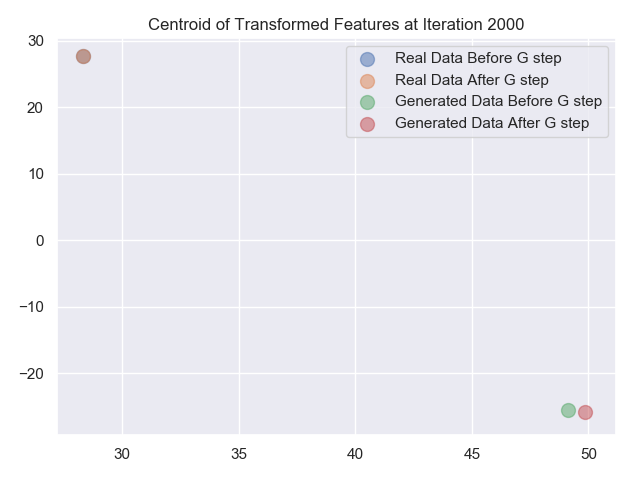 Centroid of Transformed Features at Iteration 2000
30
20
10
0
−10
−20
Real Data Before G step
Real Data After G step
Generated Data Before G step
Generated Data After G step
30 35 40 45 50